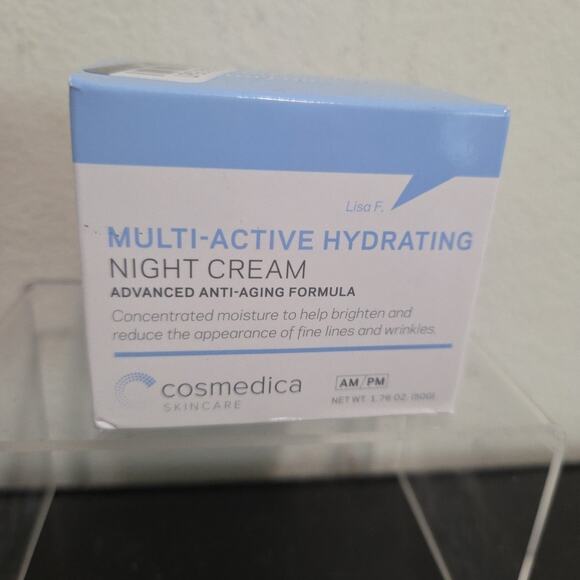 Lisa F.
MULTI-ACTIVE HYDRATING
NIGHT CREAM
ADVANCED ANTI-AGING FORMULA
Concentrated moisture to help brighten and
reduce the appearance of fine lines and wrinkles.
cosmedica
SKINCARE
AM/PM
NET WT. 1.76 OZ. (50G)